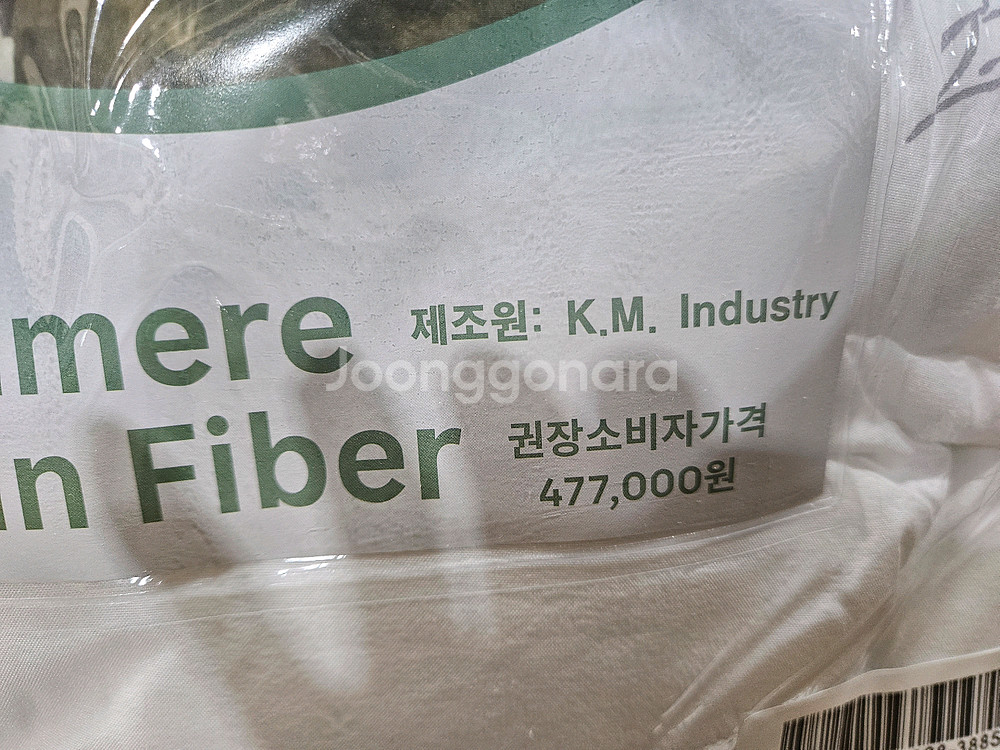 mere
제조원: K.M. Industry
Joonggonara
n Fiber
권장소비자가격
477,000원